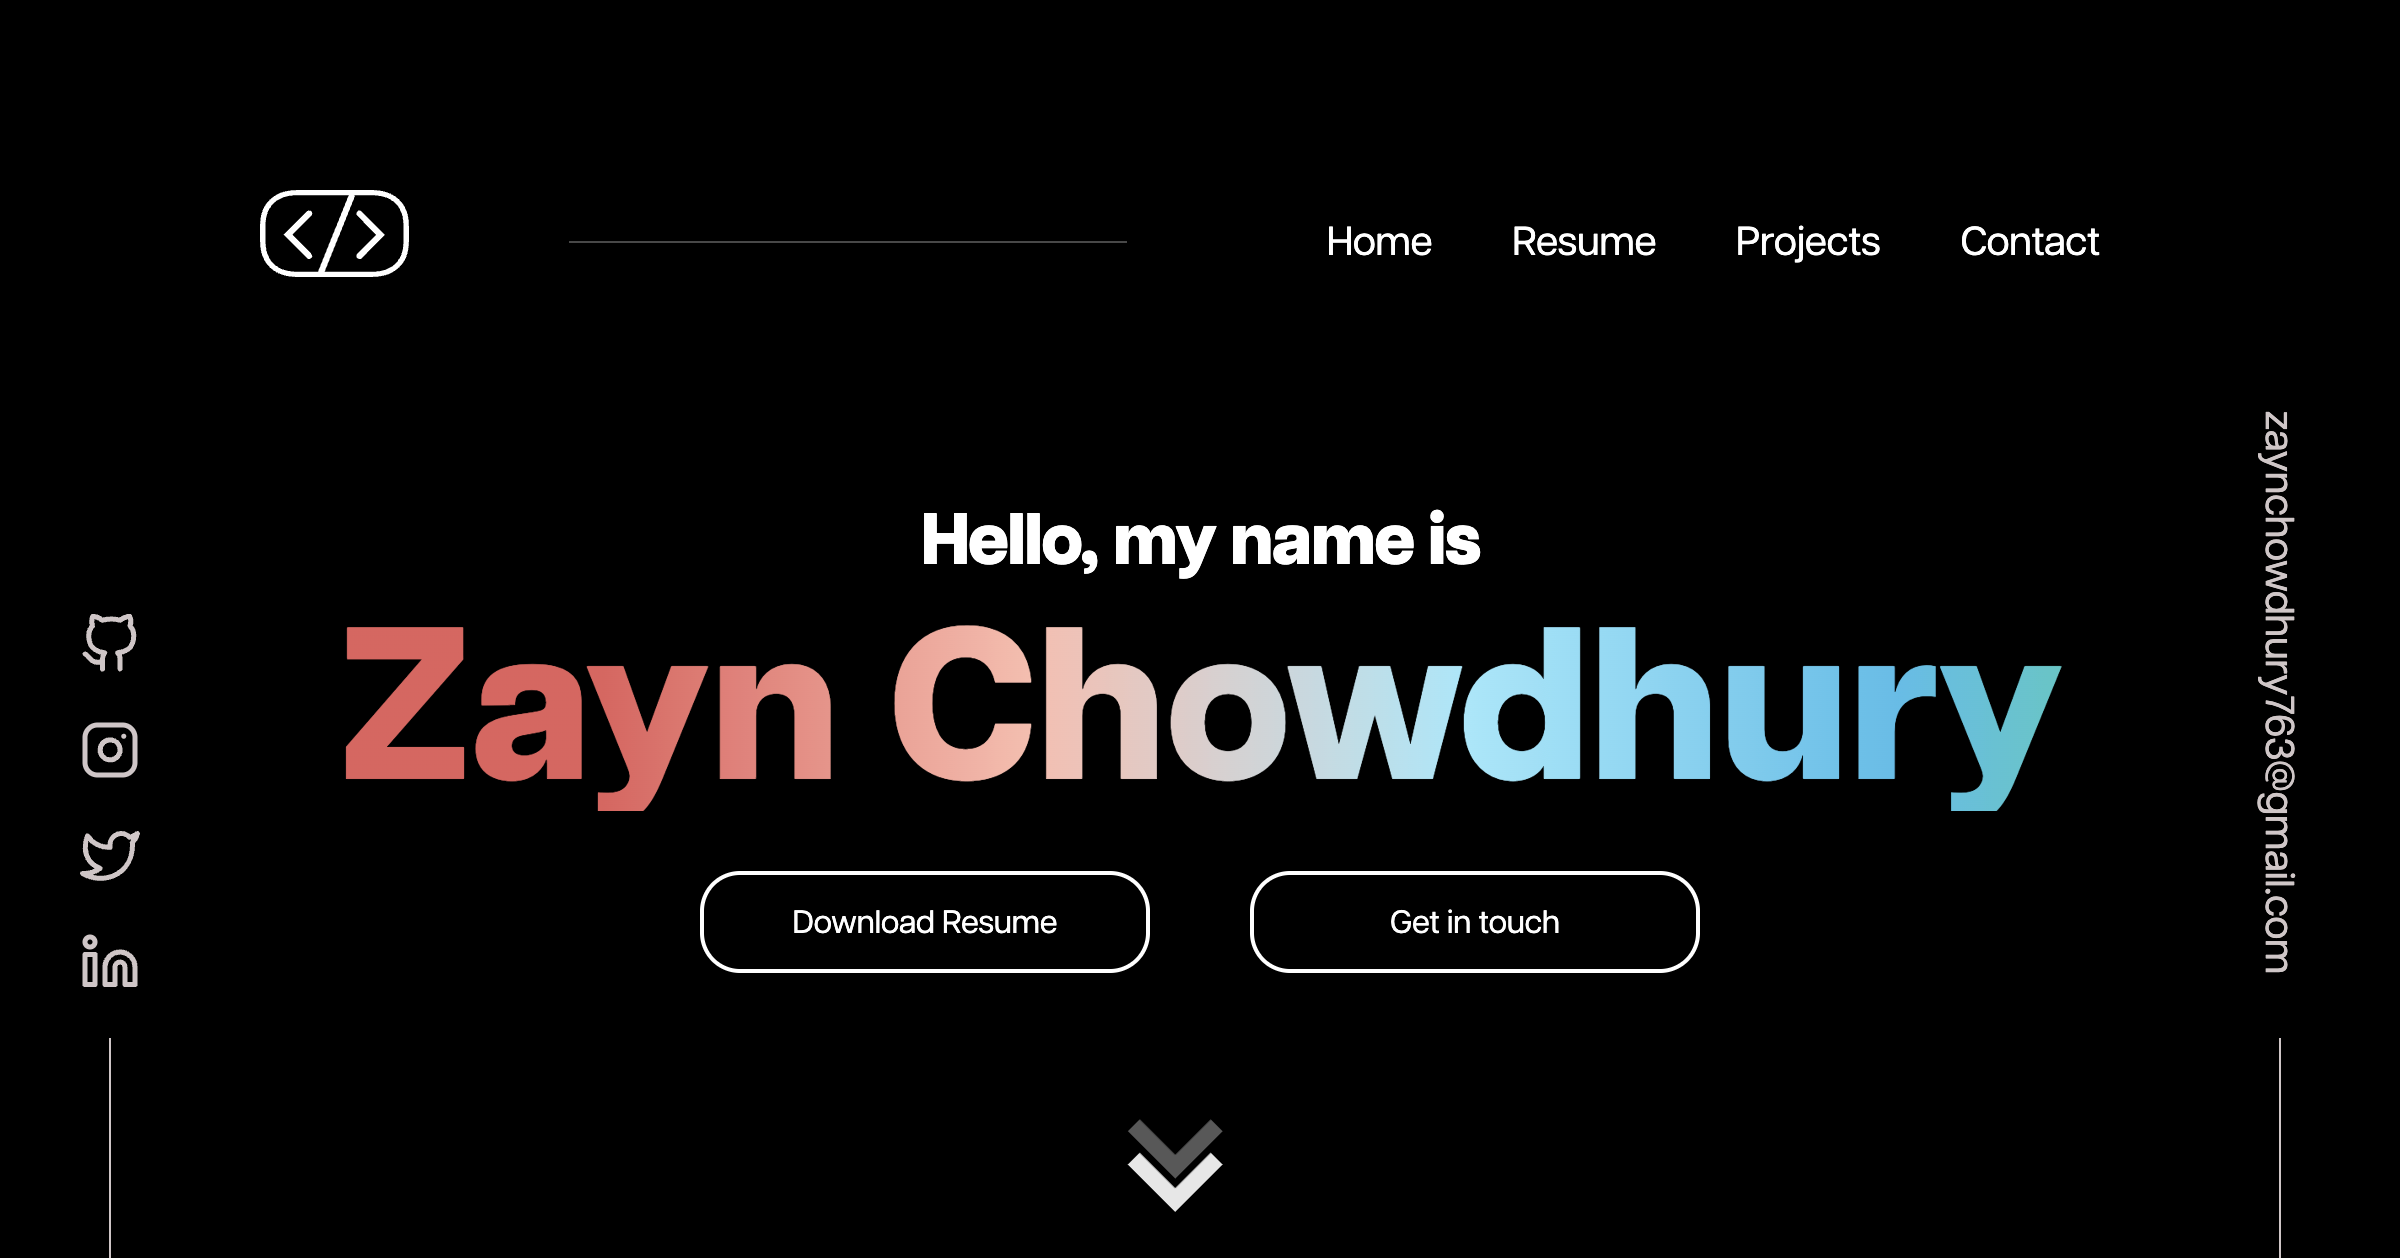 </>
Home
Resume
Projects
Contact
Hello, my name is
Zayn Chowdhury
Download Resume
Get in touch
zaynchowdhury763@gmail.com